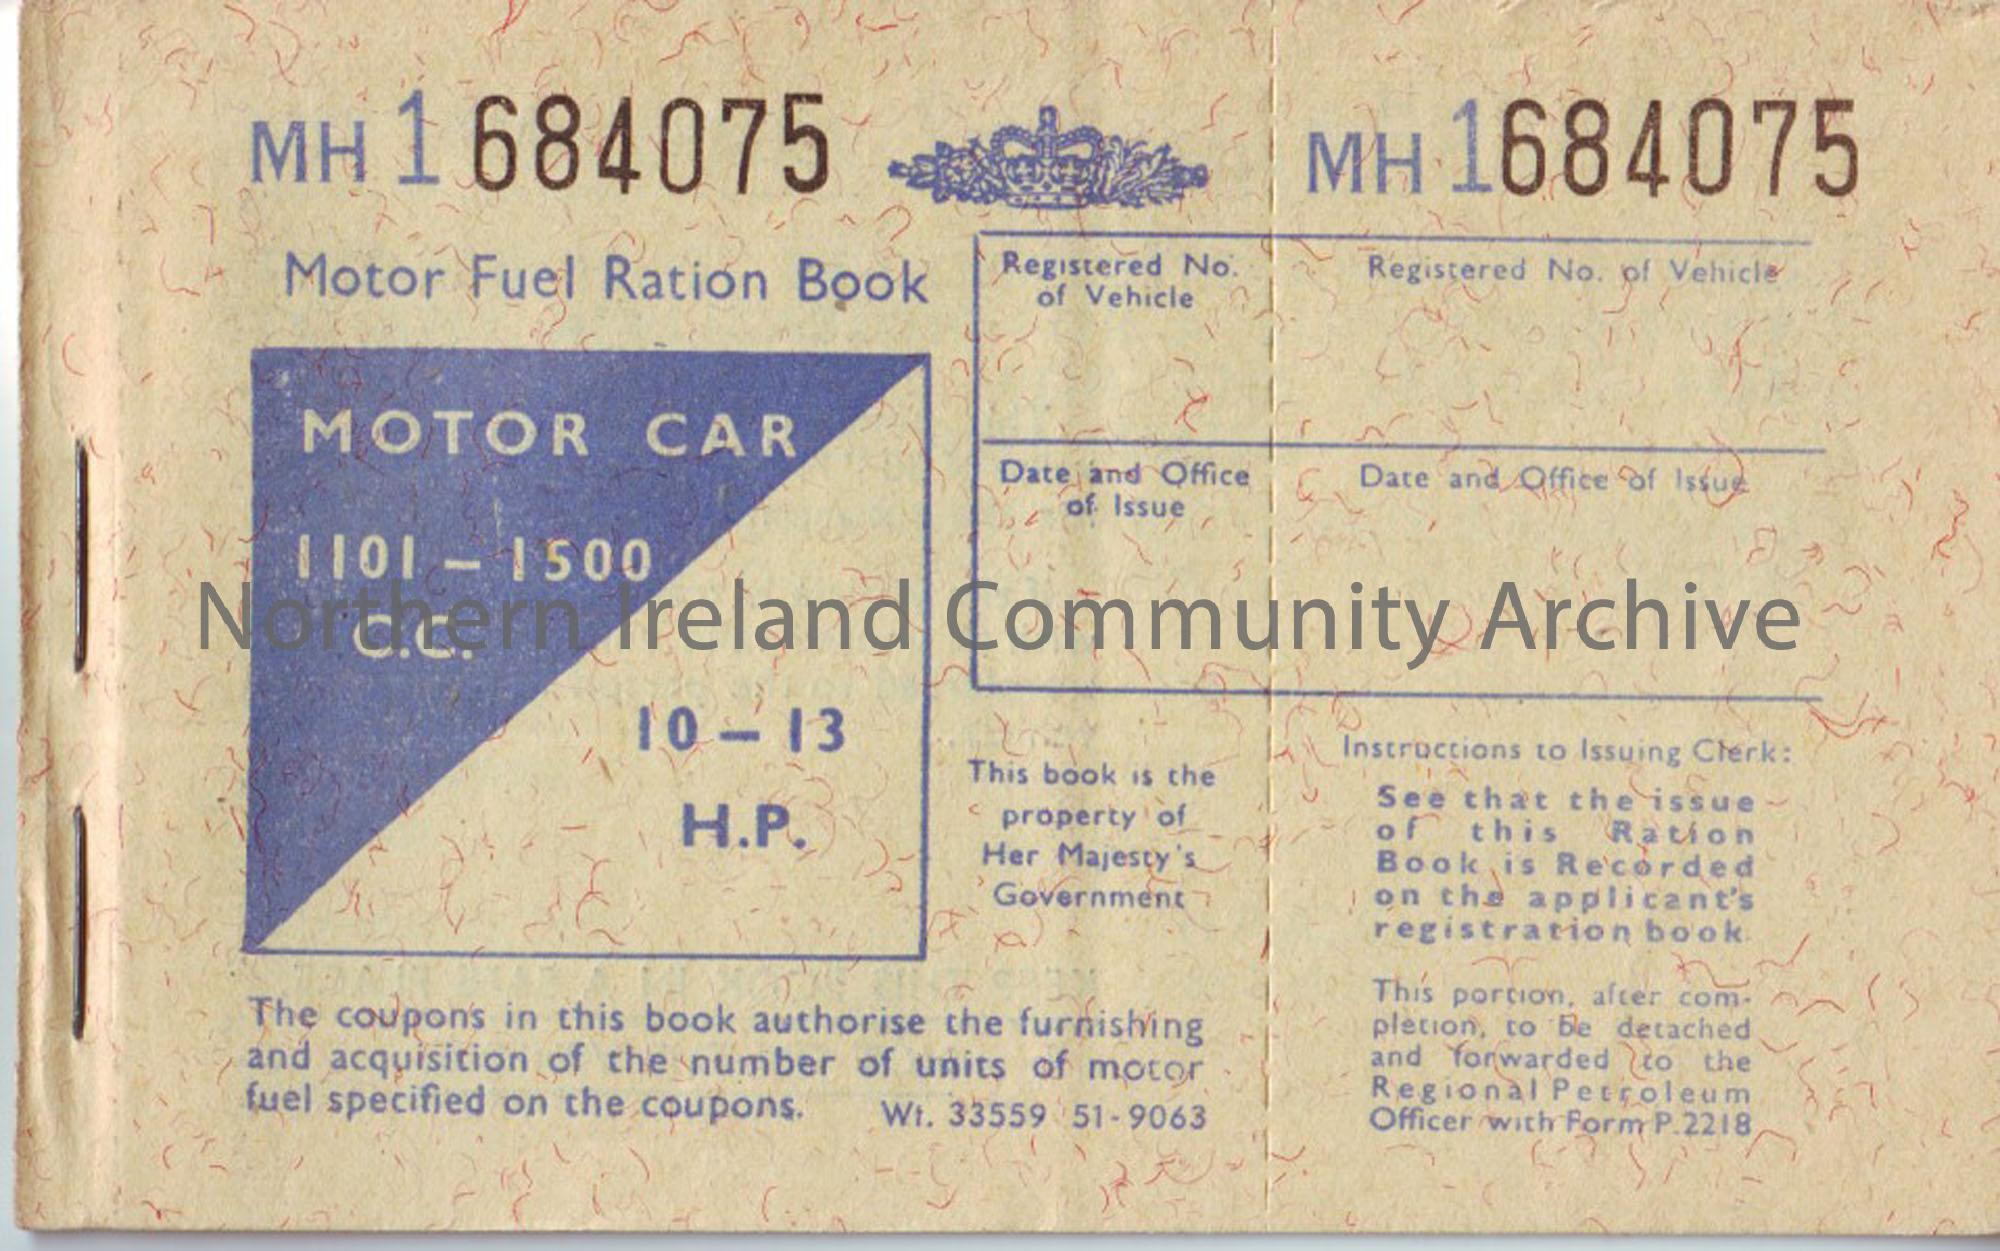 MH 1 684075
Motor Fuel Ration Book
MOTOR CAR
1101 – 1500
C.C.
10 – 13
H.P.
The coupons in this book authorise the furnishing
and acquisition of the number of units of motor
fuel specified on the coupons.
Wt. 33559 51-9063
Registered No.
of Vehicle
Date and Office
of Issue
This book is the
property of
Her Majesty's
Government
MH 1684075
Registered No. of Vehicle
Date and Office of Issue
Instructions to Issuing Clerk:
See that the issue
of this Ration
Book is Recorded
on the applicant's
registration book.
This portion, after com-
pletion, to be detached
and forwarded to the
Regional Petroleum
Officer with Form P.2218
Northern Ireland Community Archive